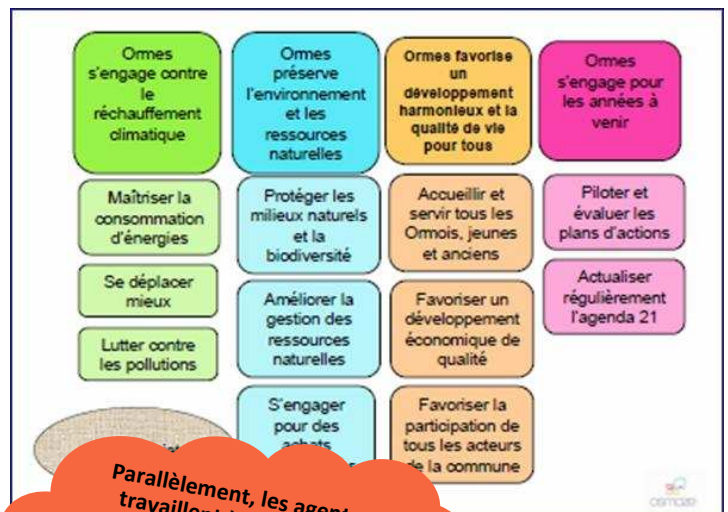 Ormes
s'engage contre
le
réchauffement
climatique
Maîtriser la
consommation
d'énergies
Se déplacer
mieux
Lutter contre
les pollutions
Ormes
préserve
l'environnement
et les
ressources
naturelles
Protéger les
milieux naturels
et la
biodiversité
Améliorer la
gestion des
ressources
naturelles
S'engager
pour des
Ormes favorise
un
développement
harmonieux et la
qualité de vie
pour tous
Accueillir et
servir tous les
Ormois, jeunes
et anciens
Favoriser un
développement
économique de
qualité
Favoriser la
participation de
tous les acteurs
de la commune
Ormes
s'engage pour
les années à
venir
Piloter et
évaluer les
plans d'actions
Actualiser
régulièrement
l'agenda 21
Parallèlement, les
osmoze